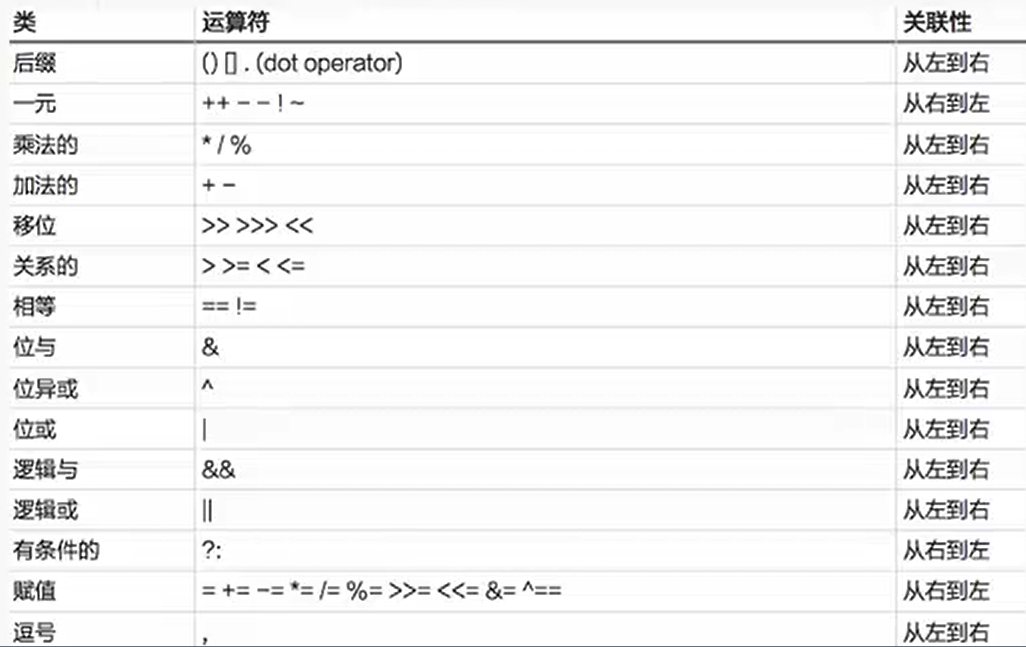 类 运算符 关联性
后缀 () [] . (dot operator) 从左到右
一元 ++ - - ! ~ 从右到左
乘法的 * / % 从左到右
加法的 + - 从左到右
移位 >> >>> << 从左到右
关系的 > >= < <= 从左到右
相等 == != 从左到右
位与 & 从左到右
位异或 ^ 从左到右
位或 | 从左到右
逻辑与 && 从左到右
逻辑或 || 从左到右
有条件的 ?: 从右到左
赋值 = += -= *= /= %= >>= <<= &= ^== 从右到左
逗号 , 从左到右